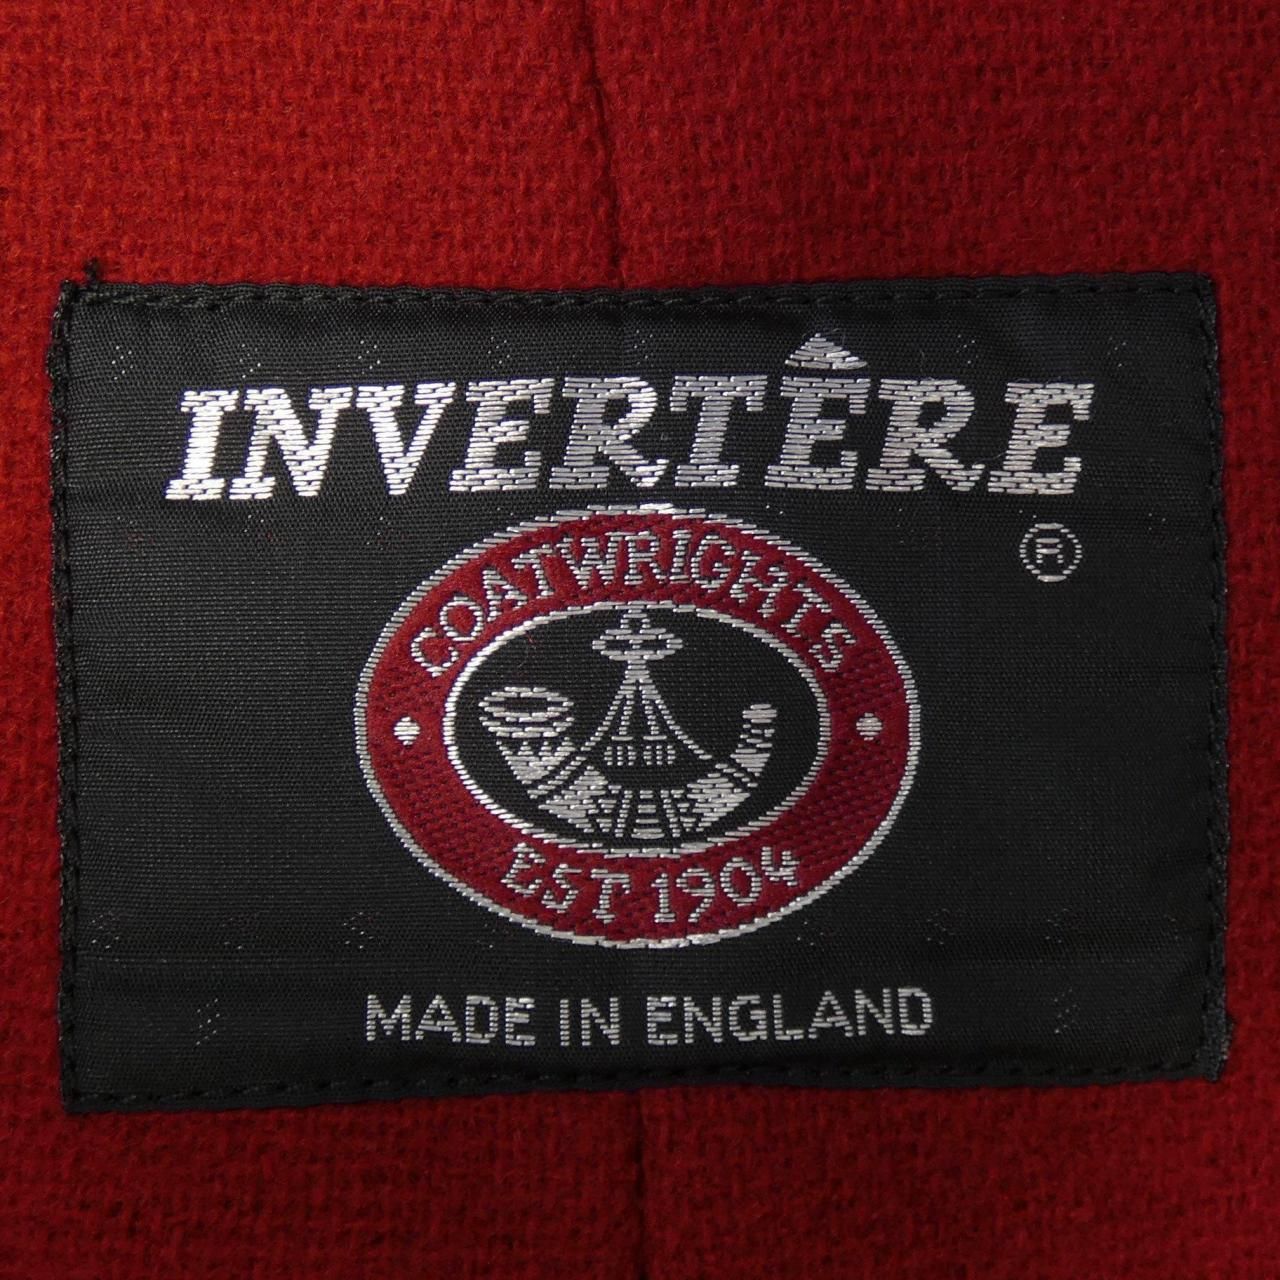 INVERTÊRE
®
COATWRIGHTS
EST 1904
MADE IN ENGLAND